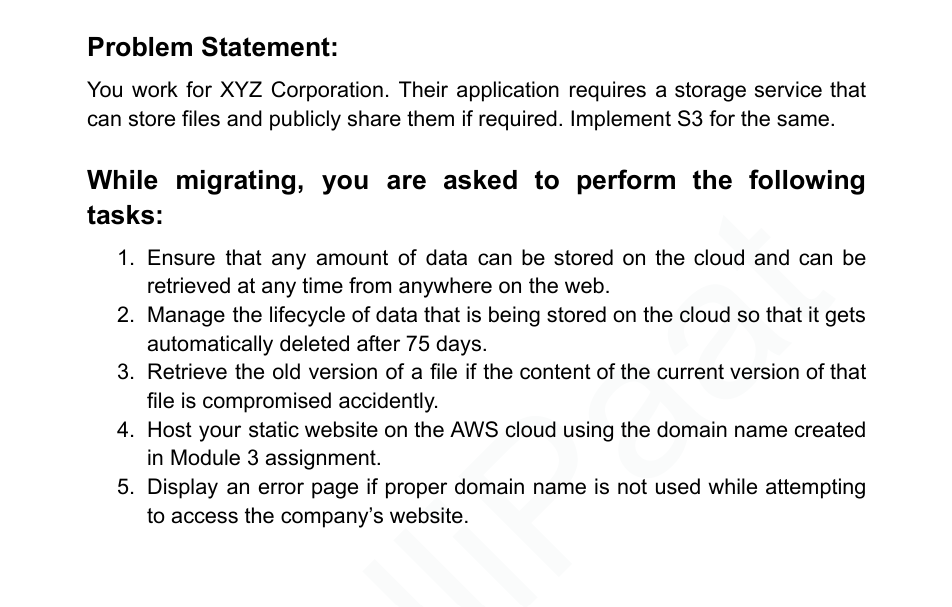 Problem Statement:
You work for XYZ Corporation. Their application requires a storage service that
can store files and publicly share them if required. Implement S3 for the same.
While migrating, you are asked to perform the following
tasks:
1. Ensure that any amount of data can be stored on the cloud and can be
retrieved at any time from anywhere on the web.
2. Manage the lifecycle of data that is being stored on the cloud so that it gets
automatically deleted after 75 days.
3. Retrieve the old version of a file if the content of the current version of that
file is compromised accidently.
4. Host your static website on the AWS cloud using the domain name created
in Module 3 assignment.
5. Display an error page if proper domain name is not used while attempting
to access the company's website.